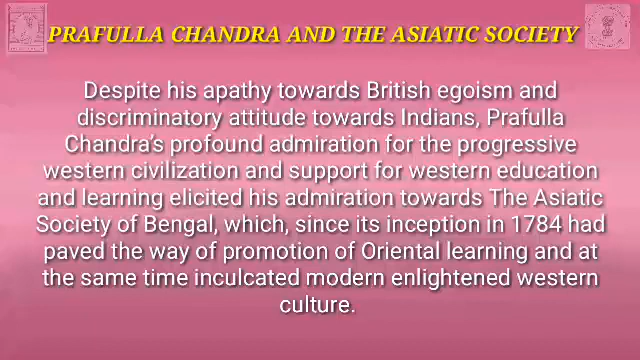 PRAFULLA CHANDRA AND THE ASIATIC SOCIETY
Despite his apathy towards British egoism and
discriminatory attitude towards Indians, Prafulla
Chandra's profound admiration for the progressive
western civilization and support for western education
and learning elicited his admiration towards The Asiatic
Society of Bengal, which, since its inception in 1784 had
paved the way of promotion of Oriental learning and at
the same time inculcated modern enlightened western
culture.